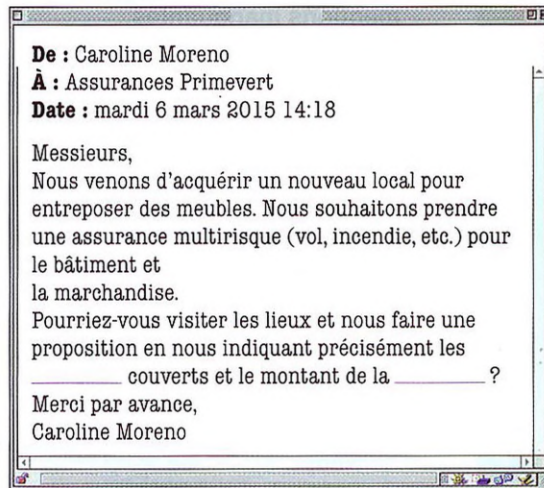 De : Caroline Moreno
À : Assurances Primevert
Date : mardi 6 mars 2015 14:18
Messieurs,
Nous venons d'acquérir un nouveau local pour
entreposer des meubles. Nous souhaitons prendre
une assurance multirisque (vol, incendie, etc.) pour
le bâtiment et
la marchandise.
Pourriez-vous visiter les lieux et nous faire une
proposition en nous indiquant précisément les
__________ couverts et le montant de la __________ ?
Merci par avance,
Caroline Moreno